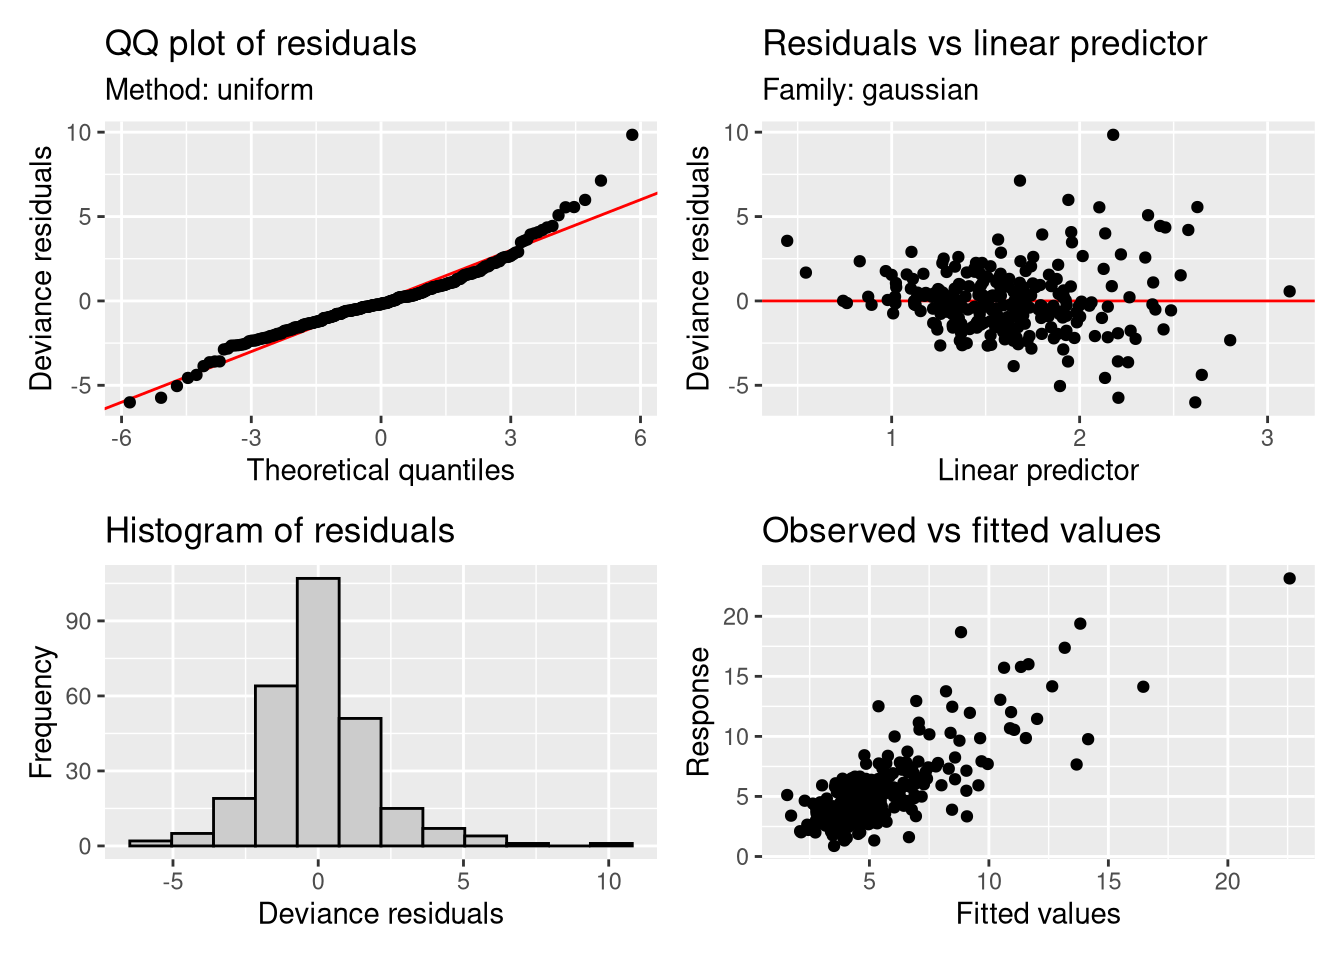 QQ plot of residuals
Method: uniform
10
5
0
-5
Deviance residuals
-6
-3
0
3
6
Theoretical quantiles
Residuals vs linear predictor
Family: gaussian
10
5
0
-5
Deviance residuals
1
2
3
Linear predictor
Histogram of residuals
90
60
30
0
Frequency
-5
0
5
10
Deviance residuals
Observed vs fitted values
20
15
10
5
0
Response
5
10
15
20
Fitted values